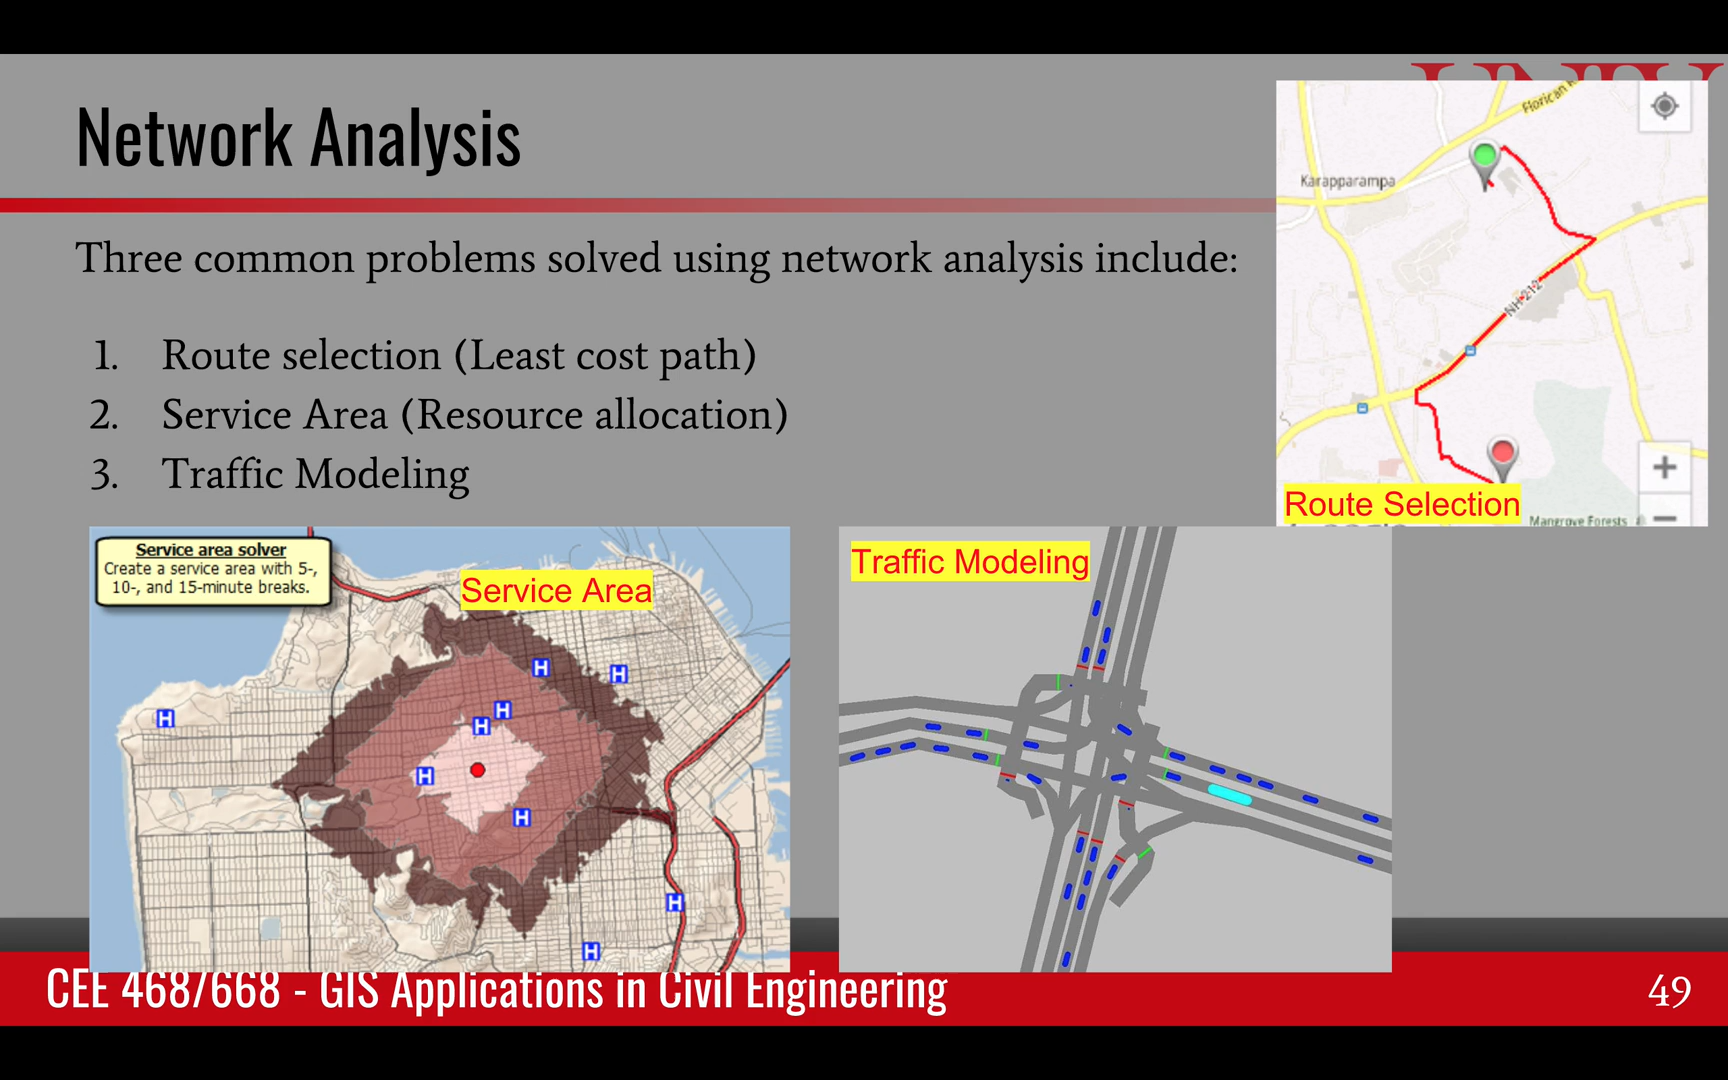 Network Analysis
Three common problems solved using network analysis include:
1. Route selection (Least cost path)
2. Service Area (Resource allocation)
3. Traffic Modeling
Karapparampa
NH 212
Route Selection
Mangrove Forests
Service area solver
Create a service area with 5-,
10-, and 15-minute breaks.
Service Area
H
H
H
H
H
H
H
H
H
Traffic Modeling
CEE 468/668 - GIS Applications in Civil Engineering
49